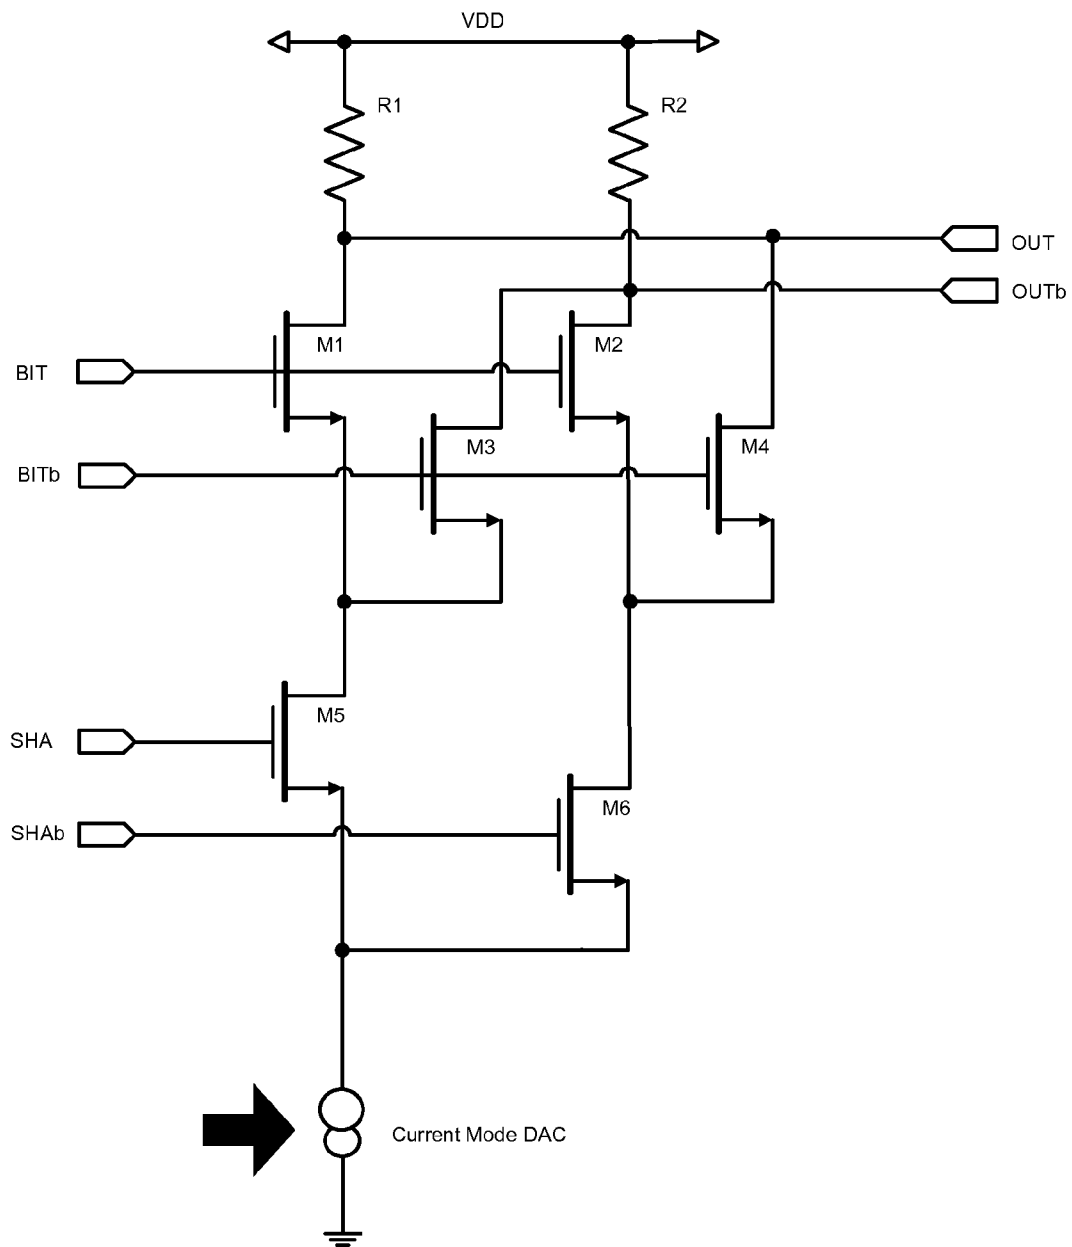 VDD
R1
R2
OUT
OUTb
M1
M2
BIT
M3
M4
BITb
M5
SHA
M6
SHAb
Current Mode DAC